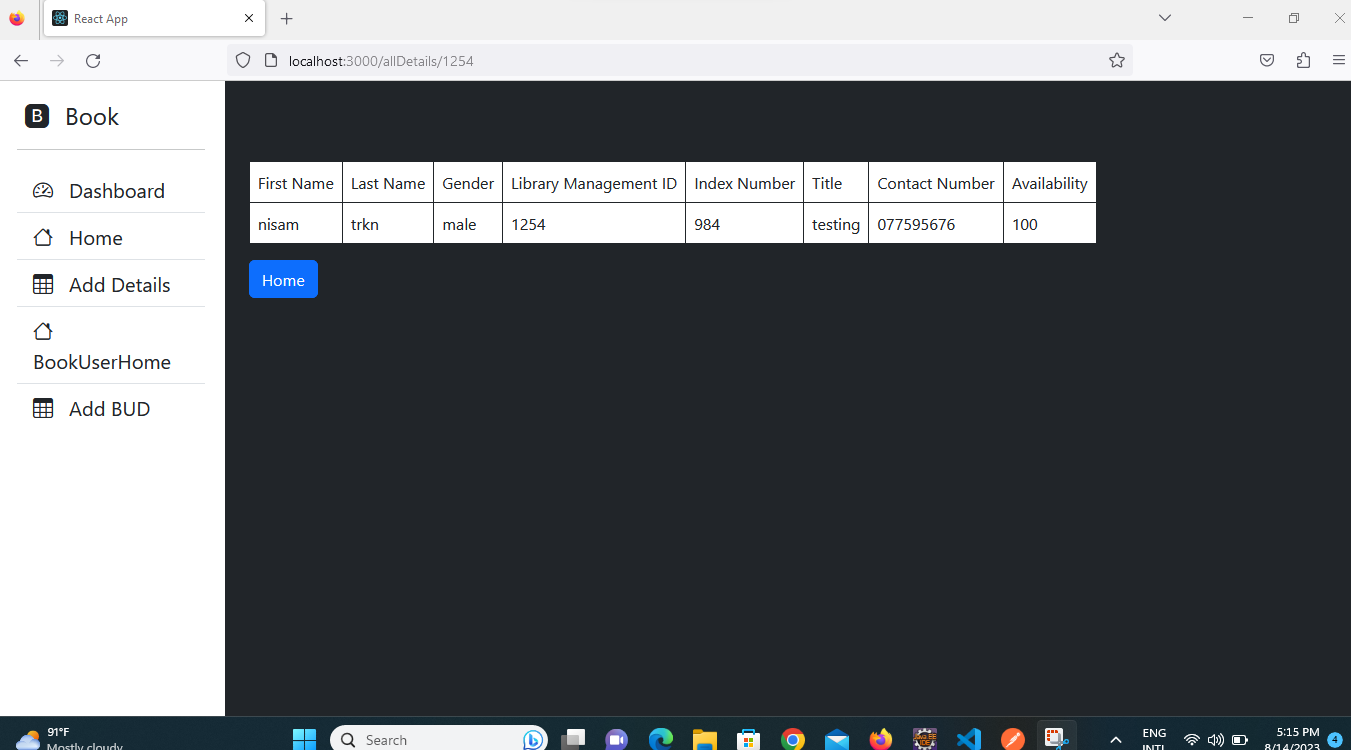 React App
localhost:3000/allDetails/1254
B Book
Dashboard
Home
Add Details
BookUserHome
Add BUD
First Name Last Name Gender Library Management ID Index Number Title Contact Number Availability
nisam trkn male 1254 984 testing 077595676 100
Home
91°F
Mostly cloudy
Search
ENG
INTL
5:15 PM
8/14/2023
4